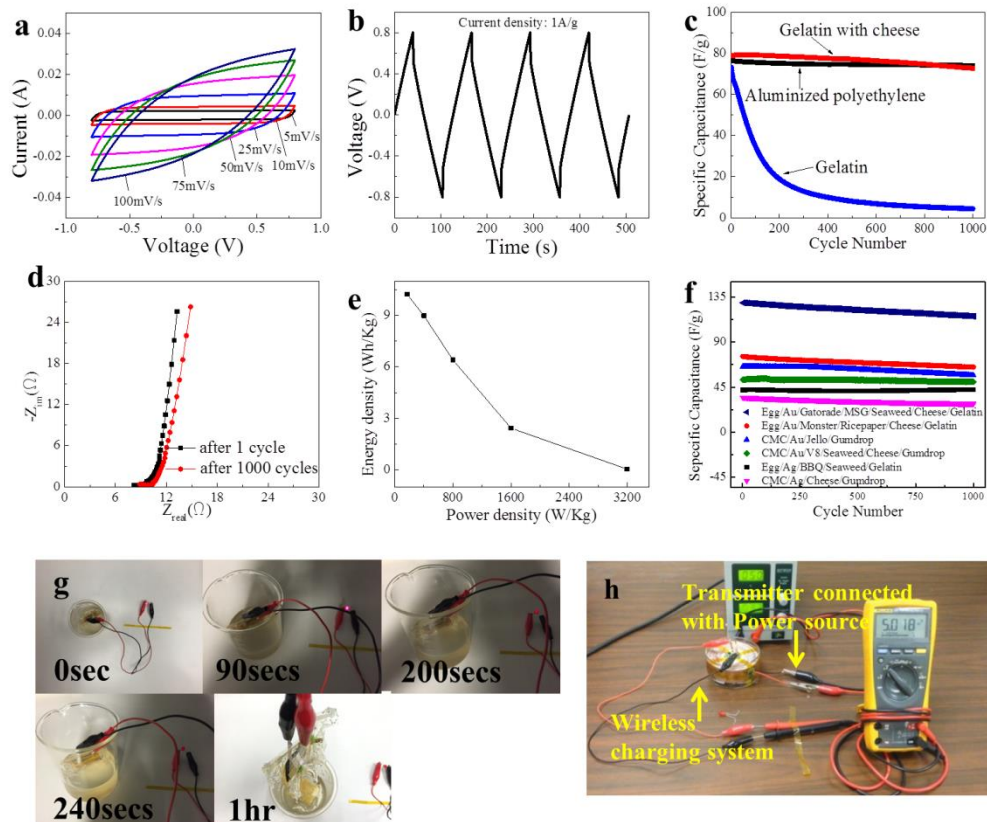 a
0.04
0.02
0.00
-0.02
-0.04
Current (A)
5mV/s
10mV/s
25mV/s
50mV/s
75mV/s
100mV/s
-1.0 -0.5 0.0 0.5 1.0
Voltage (V)
b
Current density: 1A/g
0.8
0.4
0.0
-0.4
-0.8
Voltage (V)
0 100 200 300 400 500
Time (s)
c
100
80
60
40
20
0
Specific Capacitance (F/g)
Gelatin with cheese
Aluminized polyethylene
Gelatin
0 200 400 600 800 1000
Cycle Number
d
30
24
18
12
6
0
-Zim(Ω)
after 1 cycle
after 1000 cycles
6 12 18 24 30
Zreal(Ω)
e
9
6
3
0
Energy density (Wh/Kg)
0 800 1600 2400 3200
Power density (W/Kg)
f
135
90
45
0
-45
Sepecific Capacitance (F/g)
Egg/Au/Gatorade/MSG/Seaweed/Cheese/Gelatin
Egg/Au/Monster/Ricepaper/Cheese/Gelatin
CMC/Au/Jello/Gumdrop
CMC/Au/V8/Seaweed/Cheese/Gumdrop
Egg/Ag/BBQ/Seaweed/Gelatin
CMC/Ag/Cheese/Gumdrop
0 250 500 750 1000
Cycle Number
g
0sec
90secs
200secs
240secs
1hr
h
Transmitter connected
with Power source
5.018
Wireless
charging system